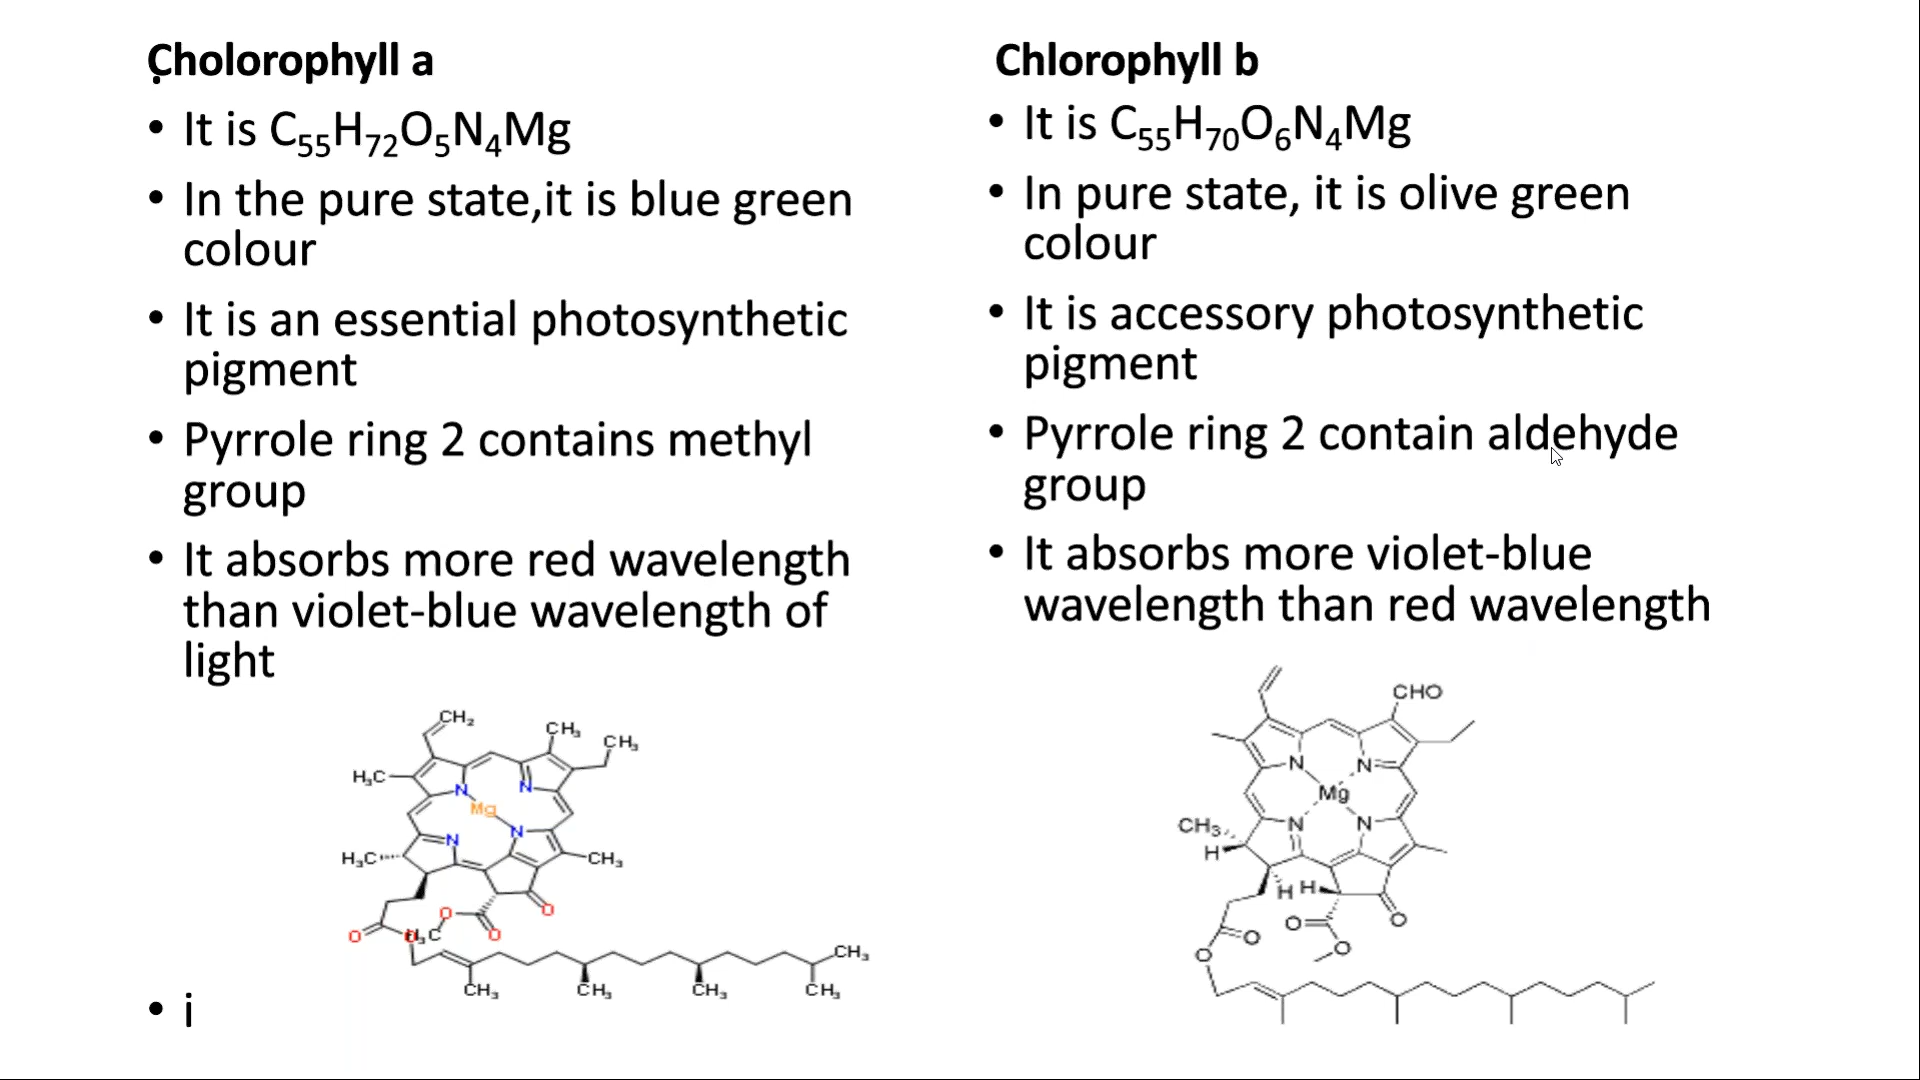 Cholorophyll a
• It is C₅₅H₇₂O₅N₄Mg
• In the pure state,it is blue green
colour
• It is an essential photosynthetic
pigment
• Pyrrole ring 2 contains methyl
group
• It absorbs more red wavelength
than violet-blue wavelength of
light
CH₂
CH₃
CH₃
H₃C
N
N
Mg
N
N
H₃C
CH₃
O
O
O
O
O
H₃C
CH₃
CH₃
CH₃
CH₃
CH₃
• i
Chlorophyll b
• It is C₅₅H₇₀O₆N₄Mg
• In pure state, it is olive green
colour
• It is accessory photosynthetic
pigment
• Pyrrole ring 2 contain aldehyde
group
• It absorbs more violet-blue
wavelength than red wavelength
CHO
N
N
Mg
N
N
CH₃
H
H
H
O
O
O
O
O